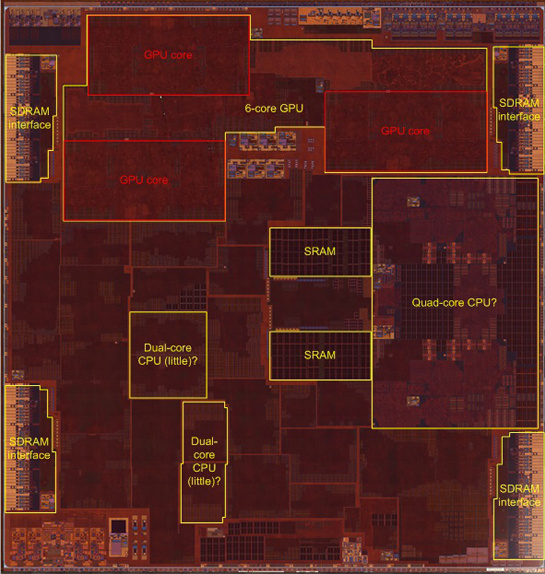 GPU core
SDRAM
interface
6-core GPU
SDRAM
interface
GPU core
GPU core
SRAM
Quad-core CPU?
Dual-core
CPU (little)?
SRAM
SDRAM
interface
Dual-
core
CPU
(little)?
SDRAM
interface